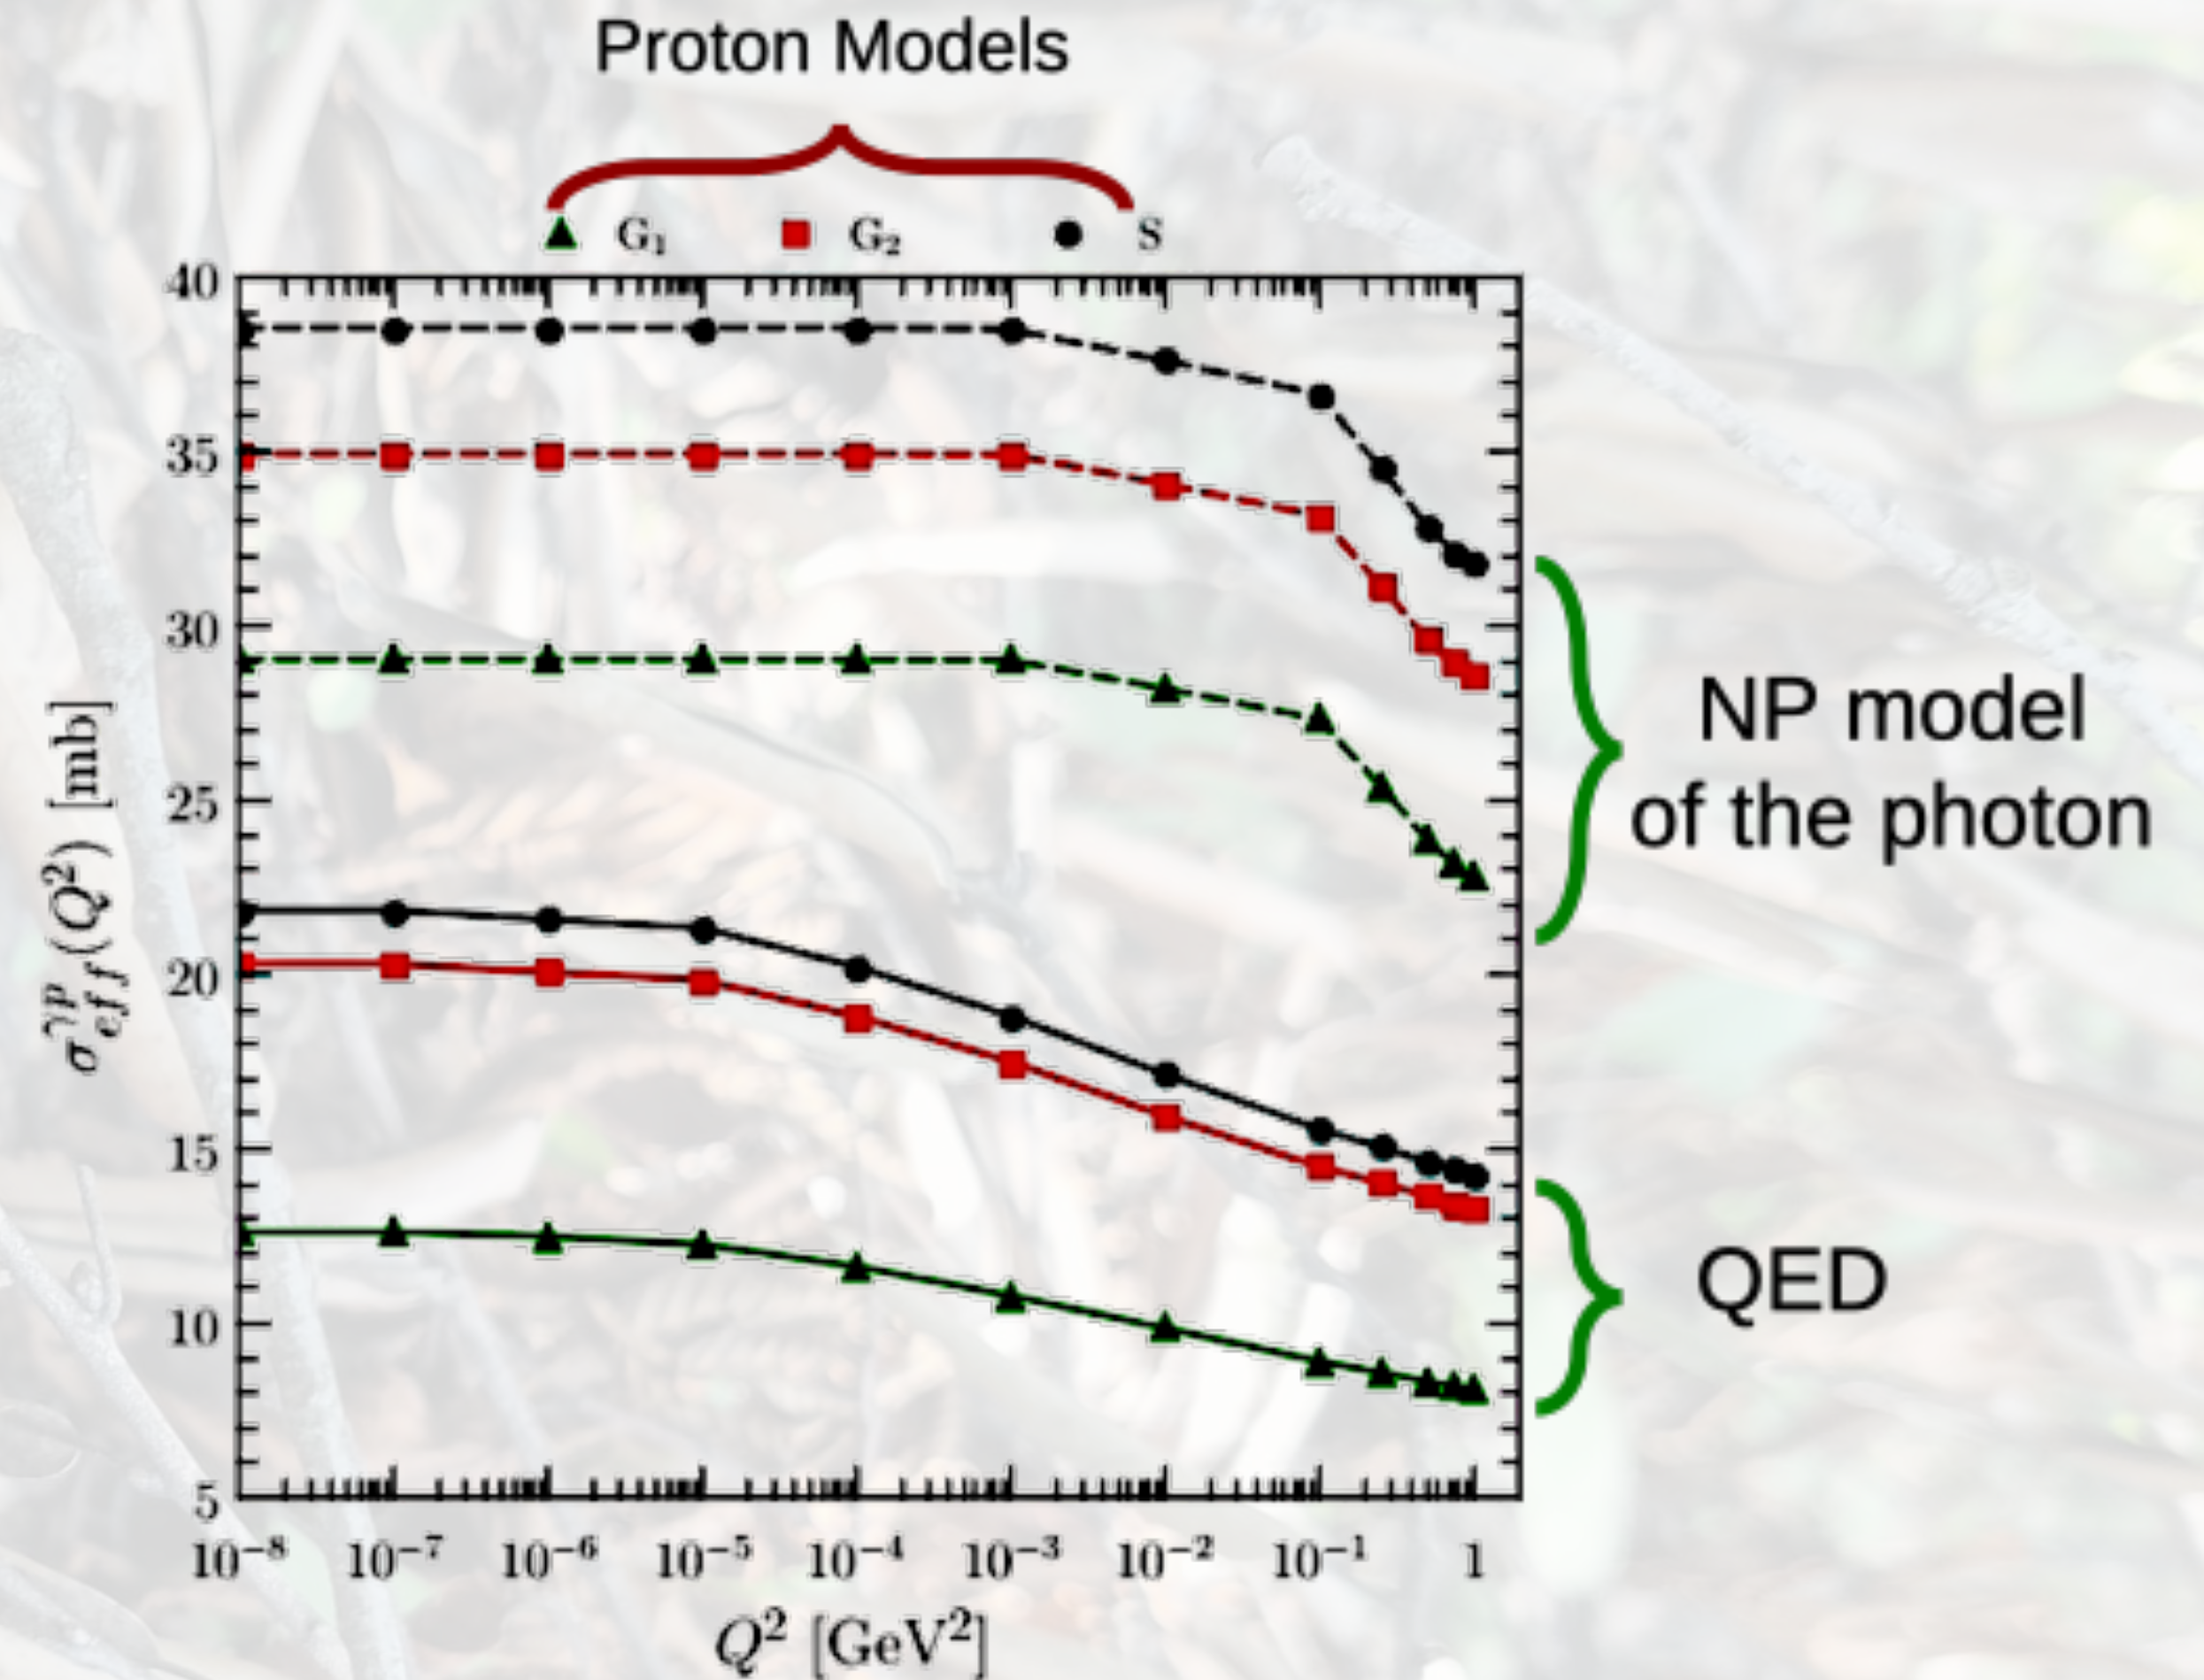 Proton Models
G₁ G₂ S
40
35
30
25
20
15
10
5
σ_{eff}^{γp}(Q²) [mb]
10⁻⁸ 10⁻⁷ 10⁻⁶ 10⁻⁵ 10⁻⁴ 10⁻³ 10⁻² 10⁻¹ 1
Q² [GeV²]
NP model
of the photon
QED